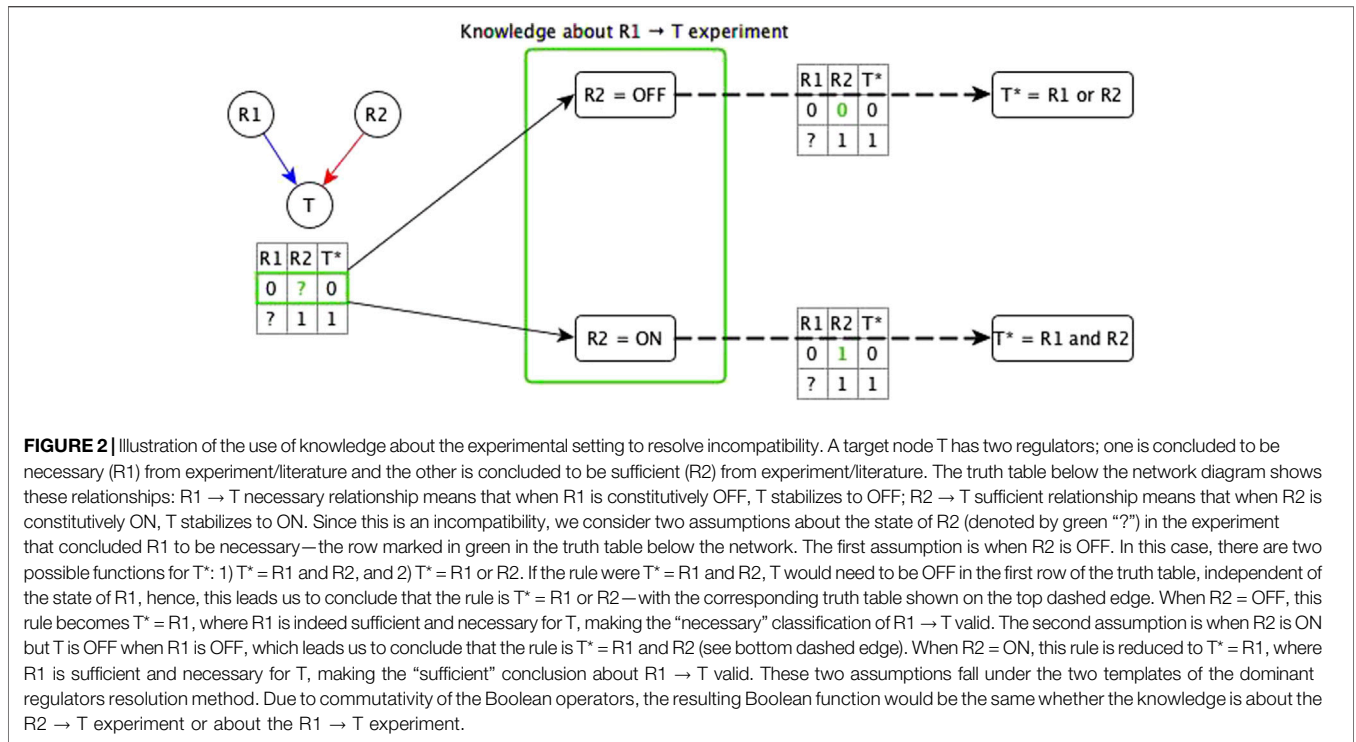 Knowledge about R1 → T experiment
R1
R2
T
R1 R2 T*
0 ? 0
? 1 1
R2 = OFF
R1 R2 T*
0 0 0
? 1 1
T* = R1 or R2
R2 = ON
R1 R2 T*
0 1 0
? 1 1
T* = R1 and R2
FIGURE 2 | Illustration of the use of knowledge about the experimental setting to resolve incompatibility. A target node T has two regulators; one is concluded to be
necessary (R1) from experiment/literature and the other is concluded to be sufficient (R2) from experiment/literature. The truth table below the network diagram shows
these relationships: R1 → T necessary relationship means that when R1 is constitutively OFF, T stabilizes to OFF; R2 → T sufficient relationship means that when R2 is
constitutively ON, T stabilizes to ON. Since this is an incompatibility, we consider two assumptions about the state of R2 (denoted by green “?”) in the experiment
that concluded R1 to be necessary—the row marked in green in the truth table below the network. The first assumption is when R2 is OFF. In this case, there are two
possible functions for T*: 1) T* = R1 and R2, and 2) T* = R1 or R2. If the rule were T* = R1 and R2, T would need to be OFF in the first row of the truth table, independent of
the state of R1, hence, this leads us to conclude that the rule is T* = R1 or R2—with the corresponding truth table shown on the top dashed edge. When R2 = OFF, this
rule becomes T* = R1, where R1 is indeed sufficient and necessary for T, making the “necessary” classification of R1 → T valid. The second assumption is when R2 is ON
but T is OFF when R1 is OFF, which leads us to conclude that the rule is T* = R1 and R2 (see bottom dashed edge). When R2 = ON, this rule is reduced to T* = R1, where
R1 is sufficient and necessary for T, making the “sufficient” conclusion about R1 → T valid. These two assumptions fall under the two templates of the dominant
regulators resolution method. Due to commutativity of the Boolean operators, the resulting Boolean function would be the same whether the knowledge is about the
R2 → T experiment or about the R1 → T experiment.